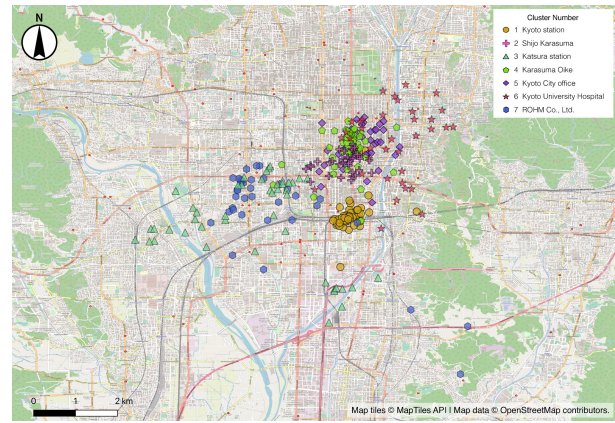 N
Cluster Number
1 Kyoto station
2 Shijo Karasuma
3 Katsura station
4 Karasuma Oike
5 Kyoto City office
6 Kyoto University Hospital
7 ROHM Co., Ltd.
0 1 2 km
Map tiles © MapTiles API I Map data © OpenStreetMap contributors.